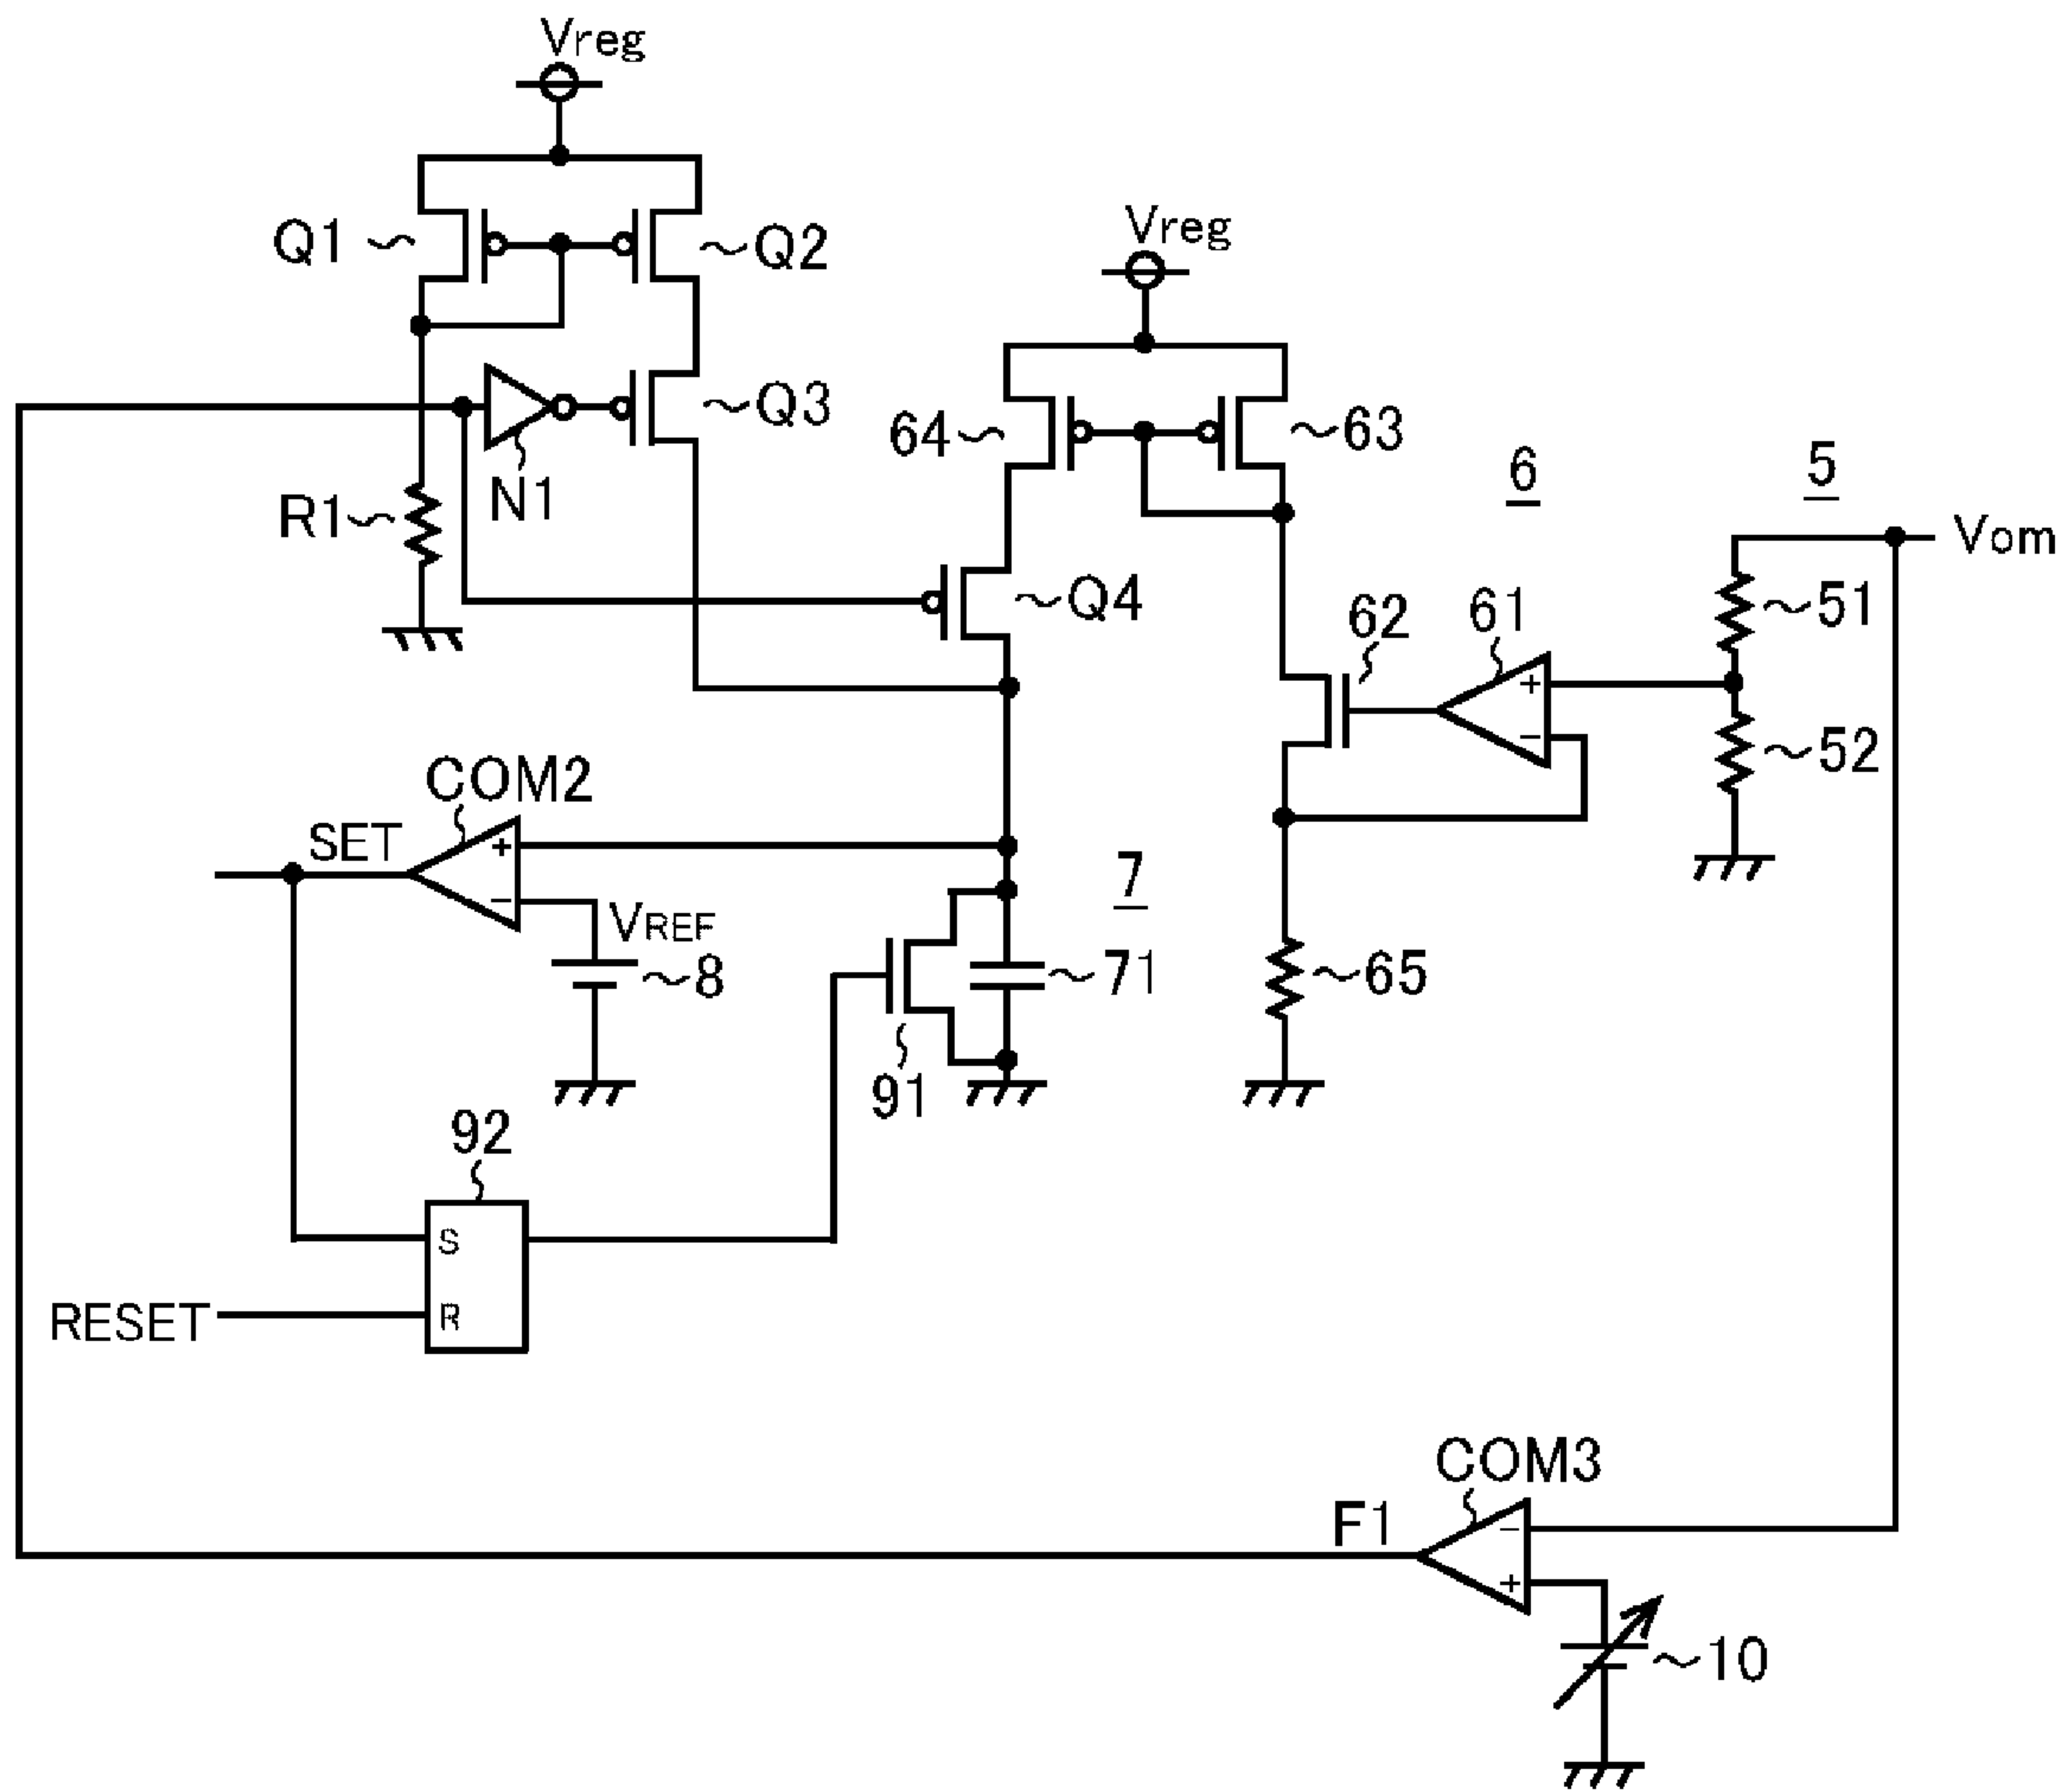 Vreg
Q1
Q2
Vreg
Q3
64
63
N1
R1
6
5
Vom
Q4
62
61
51
+
−
52
COM2
SET
+
−
7
VREF
8
71
65
91
92
S
RESET
R
COM3
F1
−
+
10